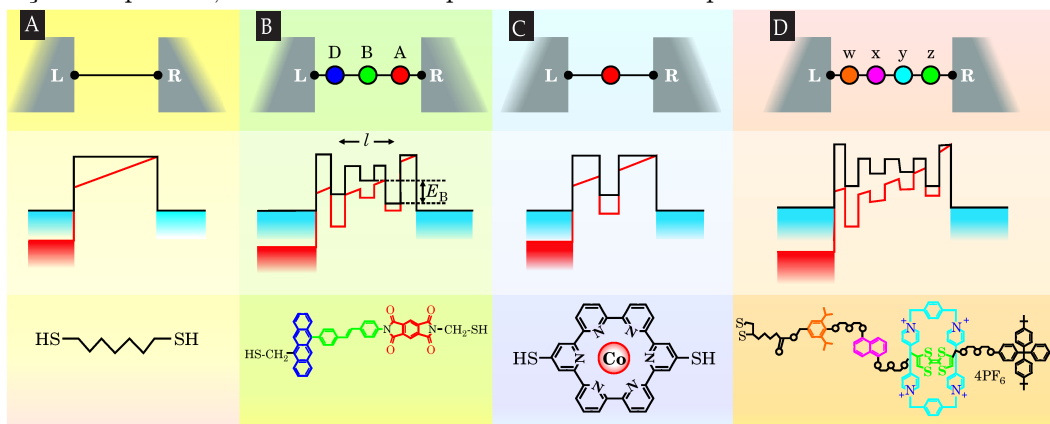 A
L
R
B
D B A
L
R
C
L
R
D
w x y z
L
R
l
E_B
HS
SH
HS-CH2
N
O
O
O
O
N-CH2-SH
HS
SH
N
N
N
N
N
N
Co
S
S
O
O
O
S S
S S
N+
N+
N+
N+
4PF6